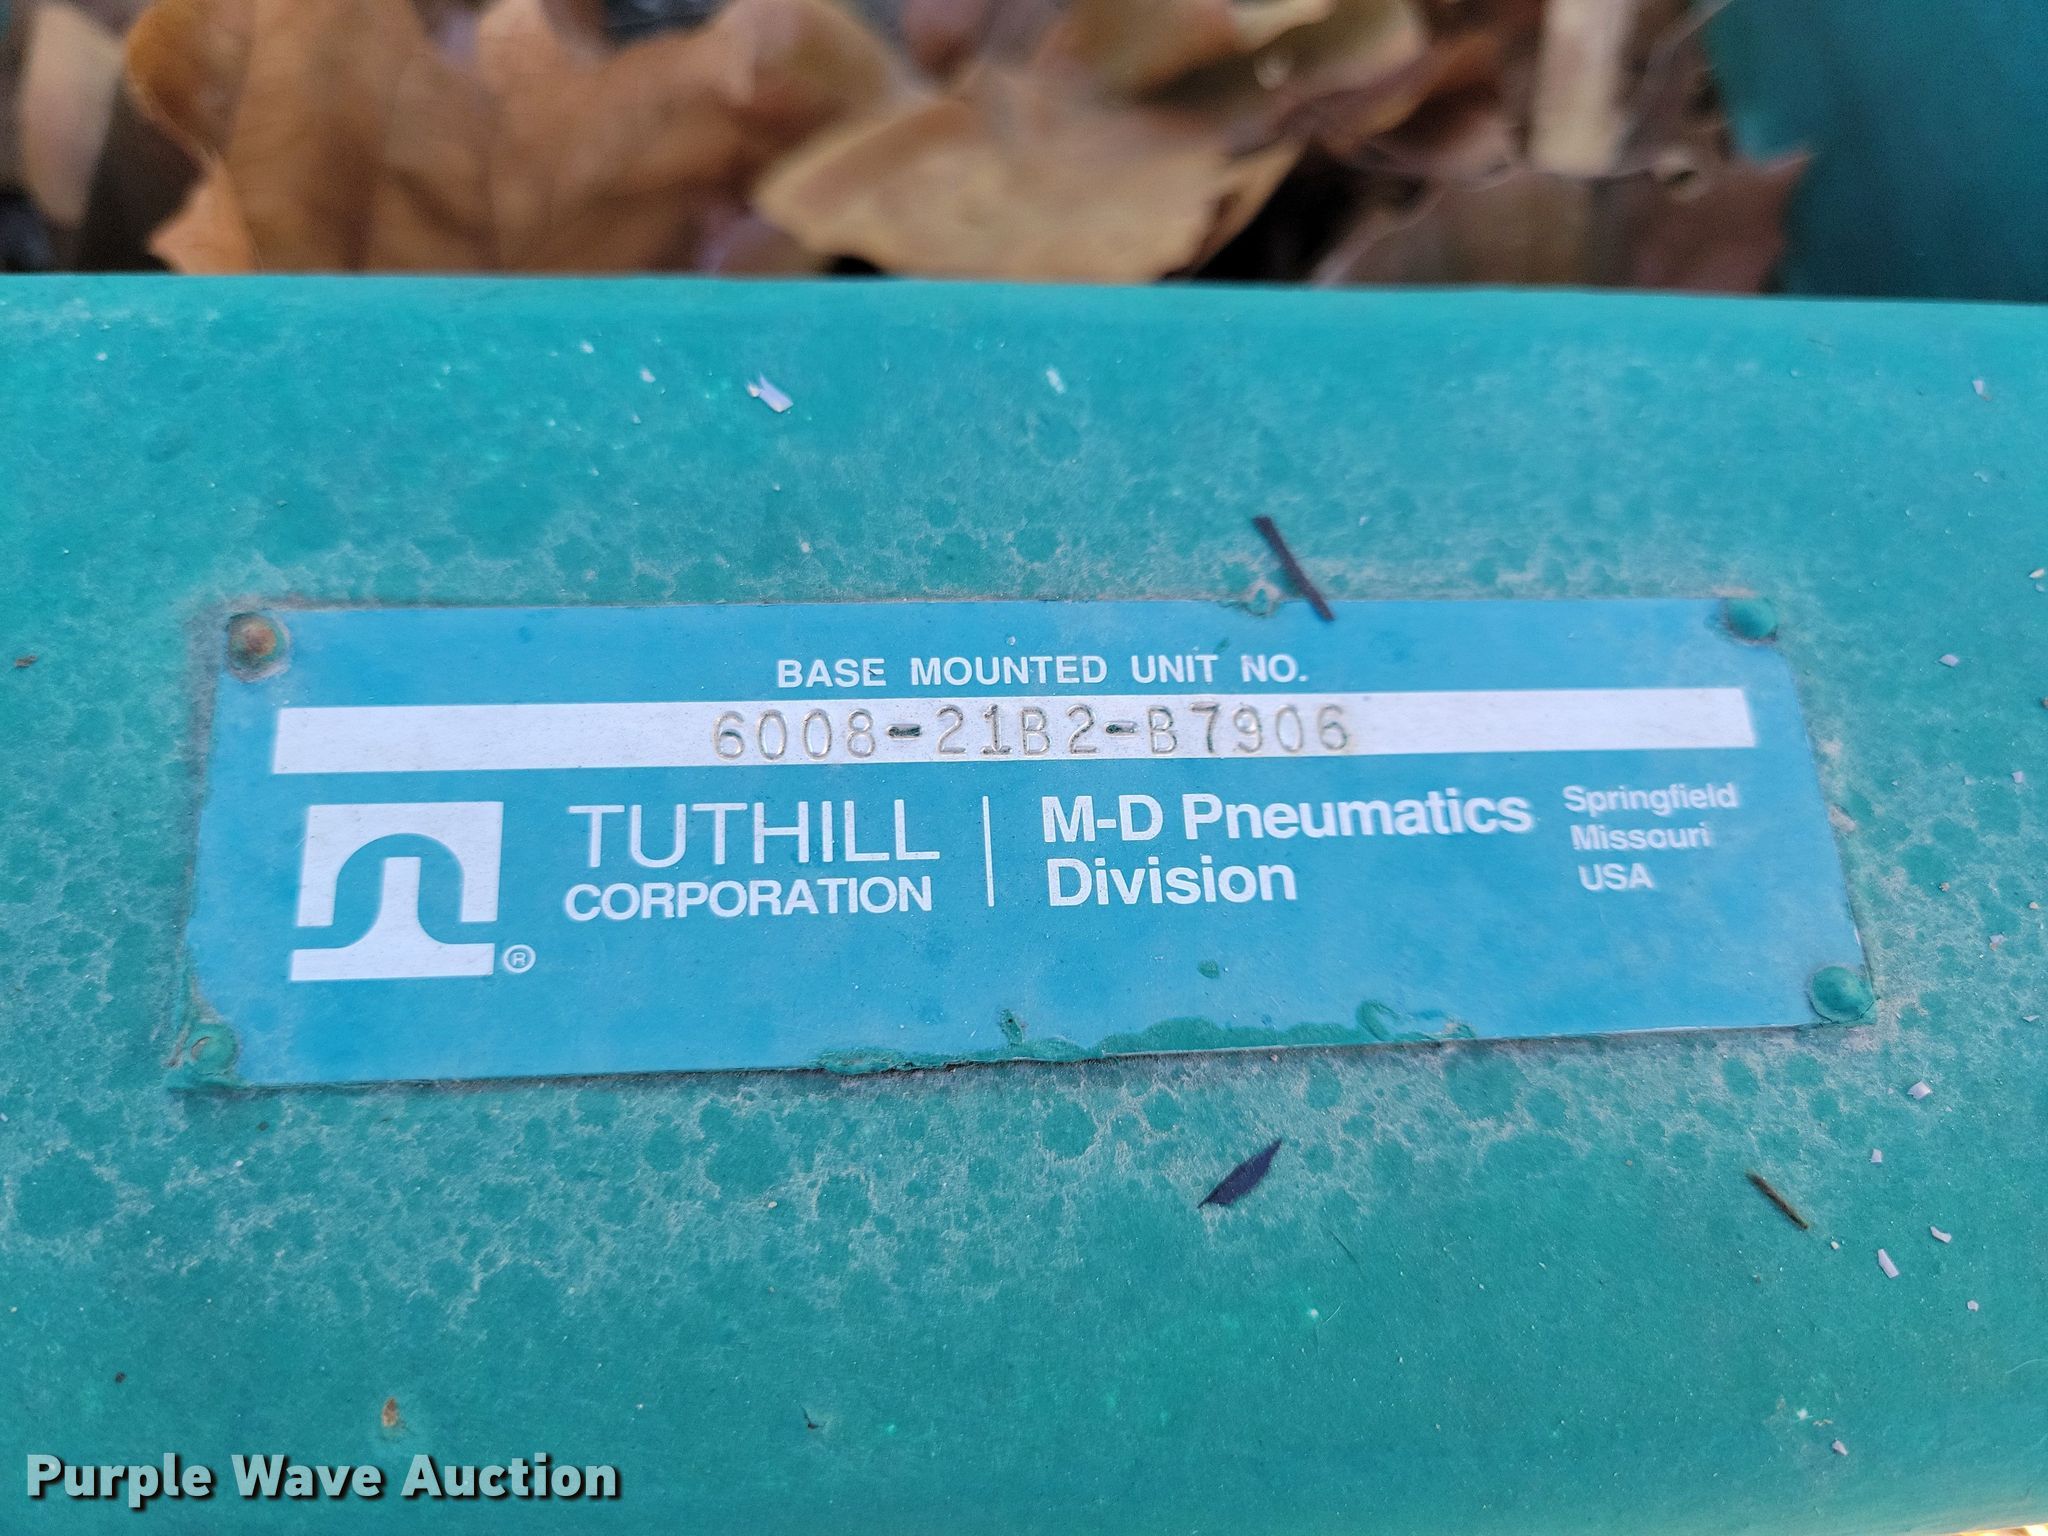 BASE MOUNTED UNIT NO.
6008-21B2-B7906
TUTHILL
CORPORATION
M-D Pneumatics
Division
Springfield
Missouri
USA
®
Purple Wave Auction